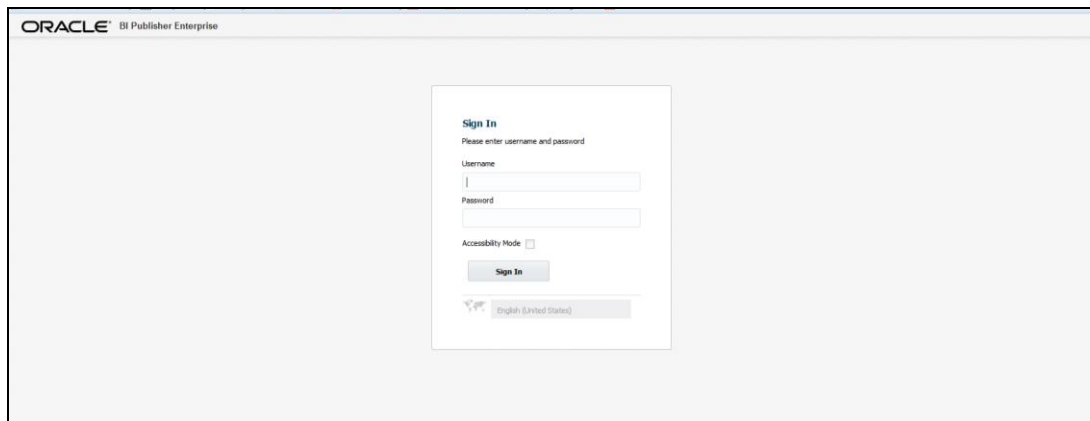 ORACLE® BI Publisher Enterprise
Sign In
Please enter username and password
Username
Password
Accessibility Mode
Sign In
English (United States)